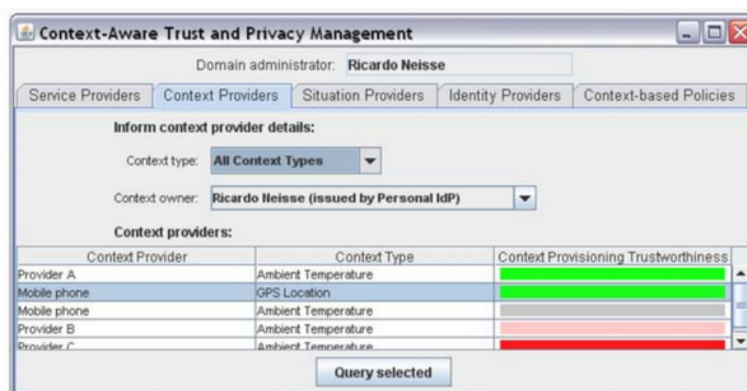 Context-Aware Trust and Privacy Management
Domain administrator: Ricardo Neisse
Service Providers Context Providers Situation Providers Identity Providers Context-based Policies
Inform context provider details:
Context type: All Context Types
Context owner: Ricardo Neisse (issued by Personal IdP)
Context providers:
Context Provider Context Type Context Provisioning Trustworthiness
Provider A Ambient Temperature
Mobile phone GPS Location
Mobile phone Ambient Temperature
Provider B Ambient Temperature
Provider C Ambient Temperature
Query selected